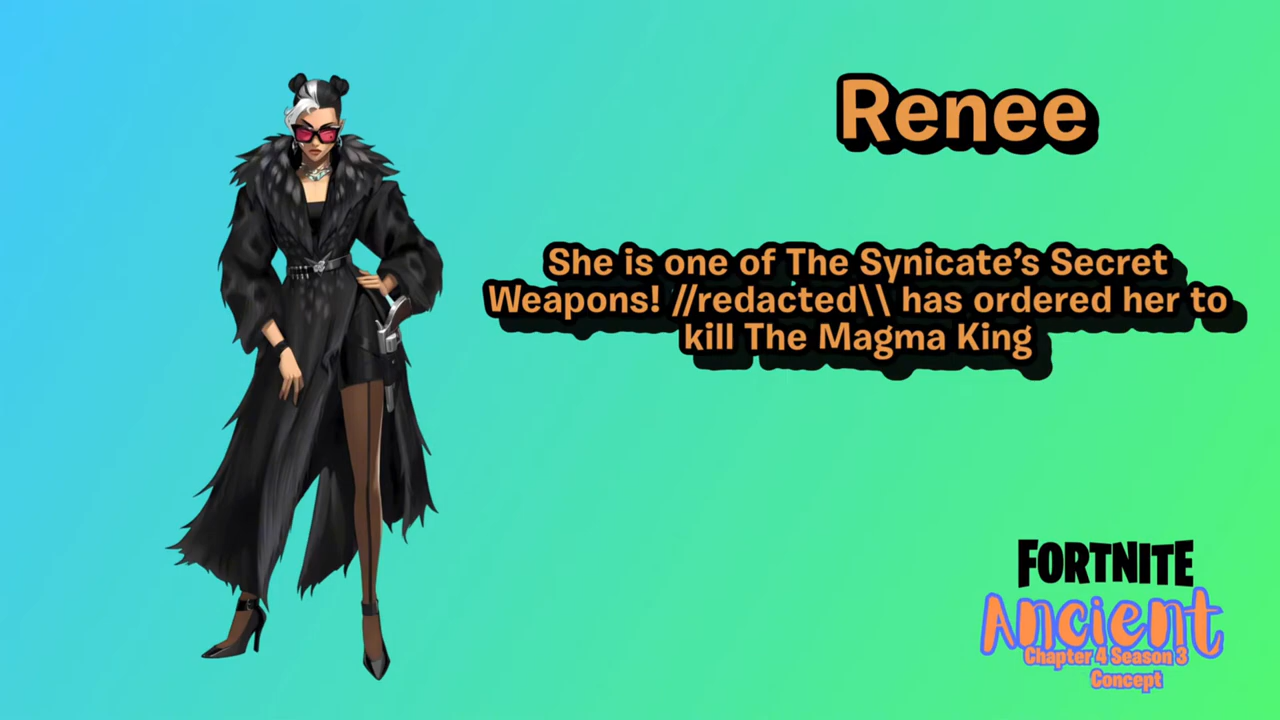 Renee
She is one of The Synicate’s Secret
Weapons! //redacted\\ has ordered her to
kill The Magma King
FORTNITE
Ancient
Chapter 4 Season 3
Concept